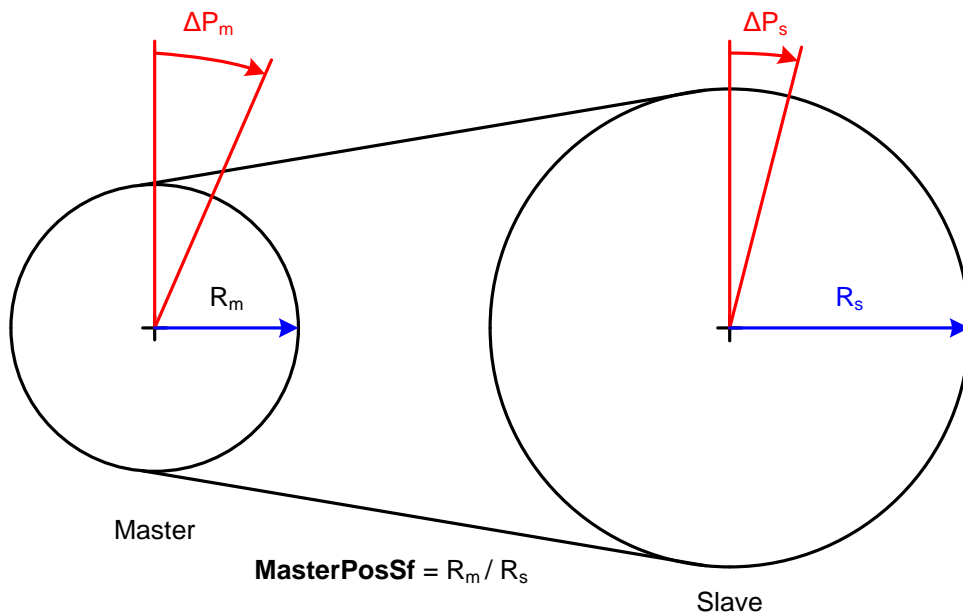 ΔPm
ΔPs
Rm
Rs
Master
MasterPosSf = Rm / Rs
Slave